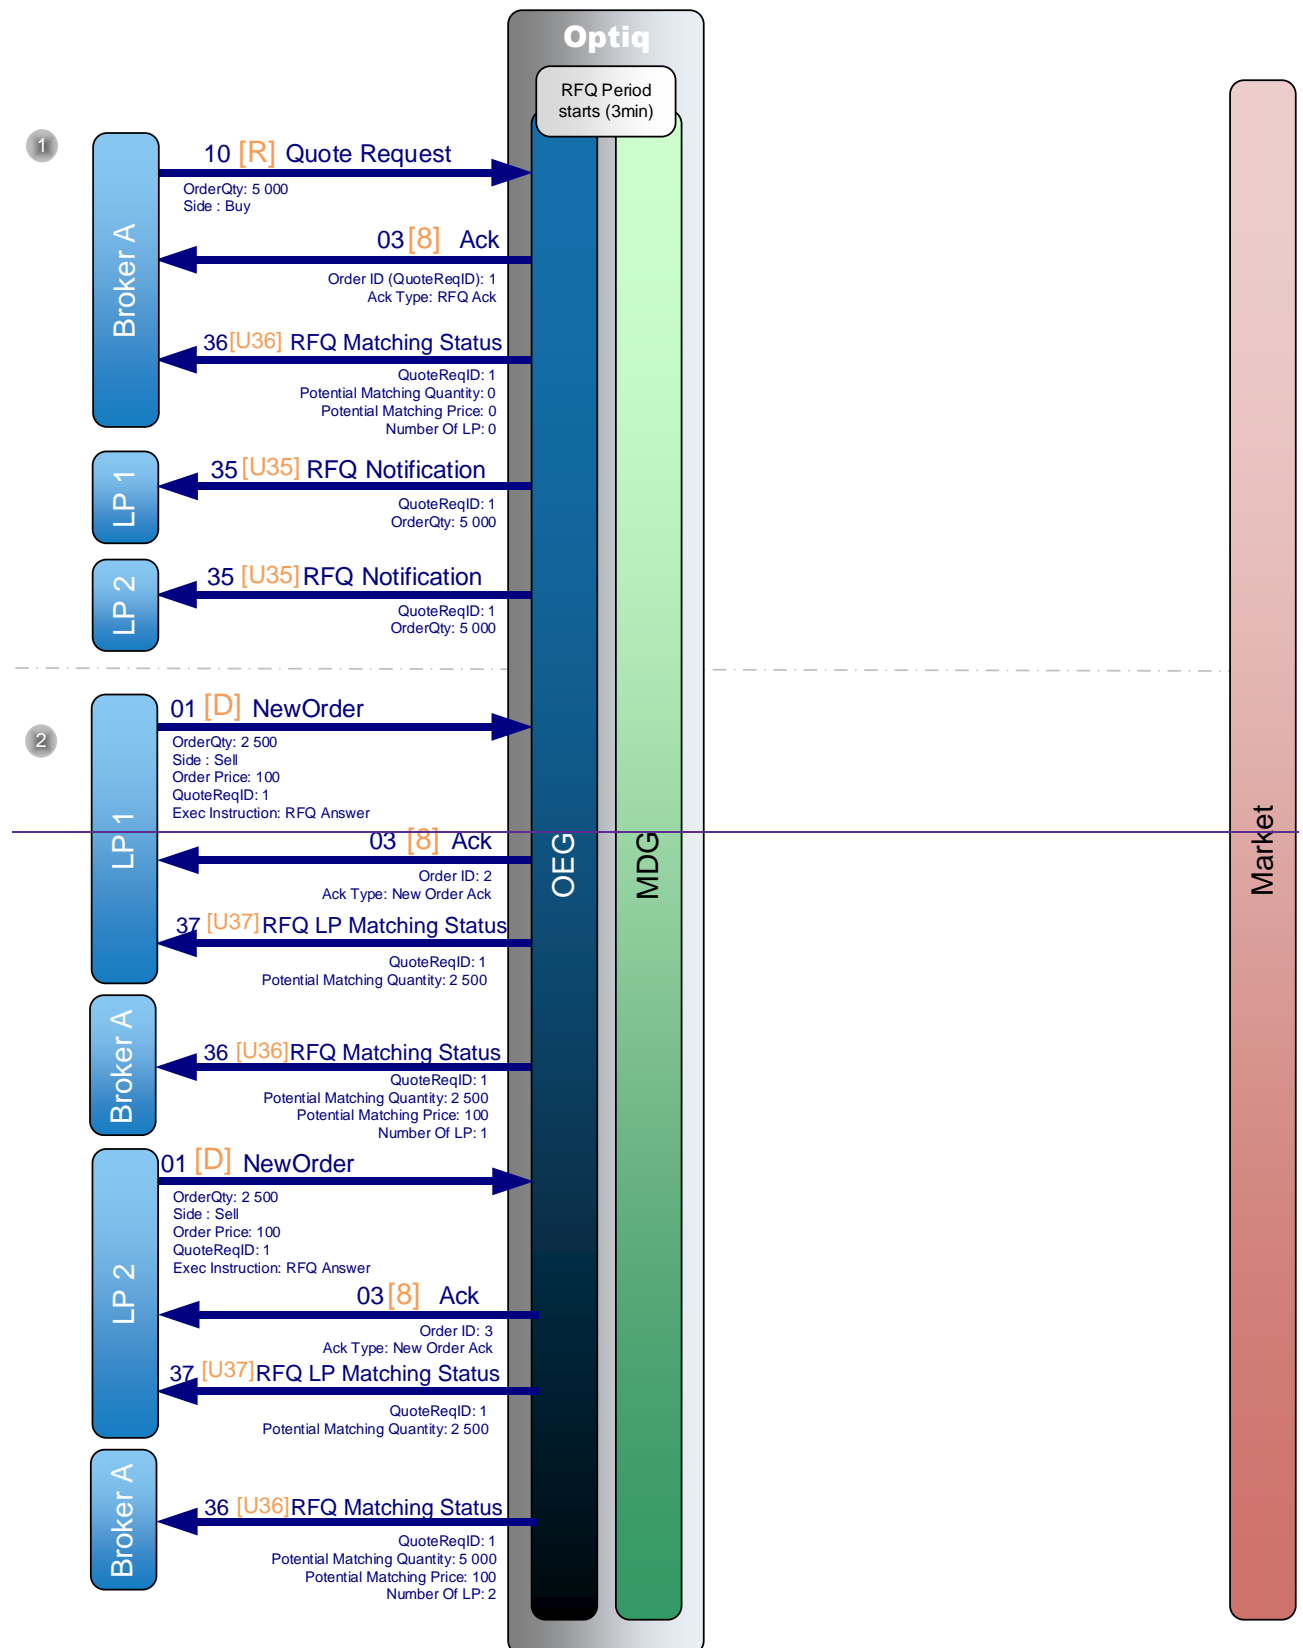 Optiq
RFQ Period
starts (3min)
1
Broker A
10 [R] Quote Request
OrderQty: 5 000
Side : Buy
03 [8] Ack
Order ID (QuoteReqID): 1
Ack Type: RFQ Ack
36 [U36] RFQ Matching Status
QuoteReqID: 1
Potential Matching Quantity: 0
Potential Matching Price: 0
Number Of LP: 0
LP 1
35 [U35] RFQ Notification
QuoteReqID: 1
OrderQty: 5 000
LP 2
35 [U35] RFQ Notification
QuoteReqID: 1
OrderQty: 5 000
2
LP 1
01 [D] NewOrder
OrderQty: 2 500
Side : Sell
Order Price: 100
QuoteReqID: 1
Exec Instruction: RFQ Answer
03 [8] Ack
Order ID: 2
Ack Type: New Order Ack
37 [U37] RFQ LP Matching Status
QuoteReqID: 1
Potential Matching Quantity: 2 500
OEG
MDG
Market
Broker A
36 [U36] RFQ Matching Status
QuoteReqID: 1
Potential Matching Quantity: 2 500
Potential Matching Price: 100
Number Of LP: 1
LP 2
01 [D] NewOrder
OrderQty: 2 500
Side : Sell
Order Price: 100
QuoteReqID: 1
Exec Instruction: RFQ Answer
03 [8] Ack
Order ID: 3
Ack Type: New Order Ack
37 [U37] RFQ LP Matching Status
QuoteReqID: 1
Potential Matching Quantity: 2 500
Broker A
36 [U36] RFQ Matching Status
QuoteReqID: 1
Potential Matching Quantity: 5 000
Potential Matching Price: 100
Number Of LP: 2